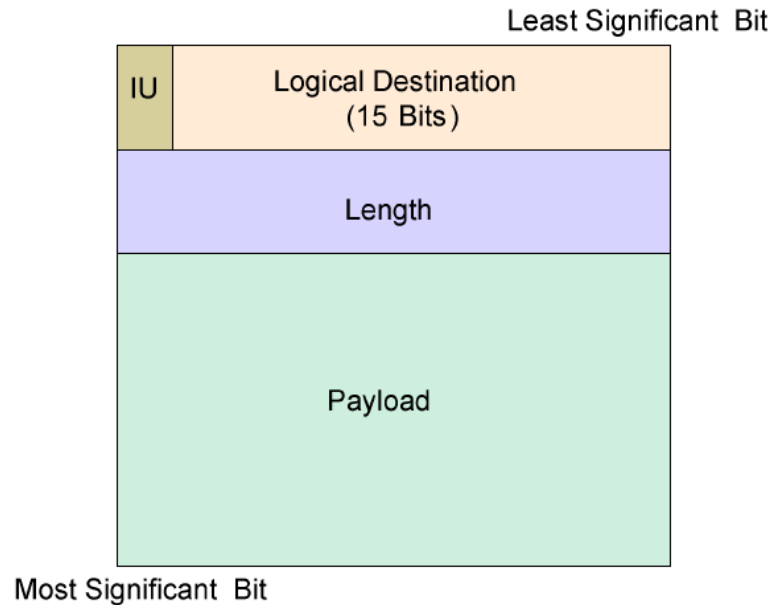 Least Significant Bit
IU
Logical Destination
(15 Bits)
Length
Payload
Most Significant Bit